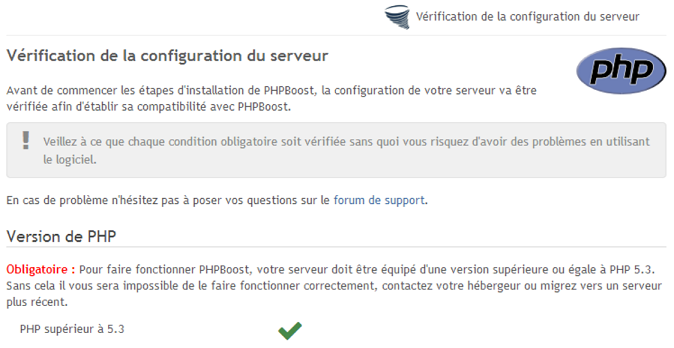 Vérification de la configuration du serveur
Vérification de la configuration du serveur
php
Avant de commencer les étapes d'installation de PHPBoost, la configuration de votre serveur va être
vérifiée afin d'établir sa compatibilité avec PHPBoost.
! Veillez à ce que chaque condition obligatoire soit vérifiée sans quoi vous risquez d'avoir des problèmes en utilisant
le logiciel.
En cas de problème n'hésitez pas à poser vos questions sur le forum de support.
Version de PHP
Obligatoire : Pour faire fonctionner PHPBoost, votre serveur doit être équipé d'une version supérieure ou égale à PHP 5.3.
Sans cela il vous sera impossible de le faire fonctionner correctement, contactez votre hébergeur ou migrez vers un serveur
plus récent.
PHP supérieur à 5.3